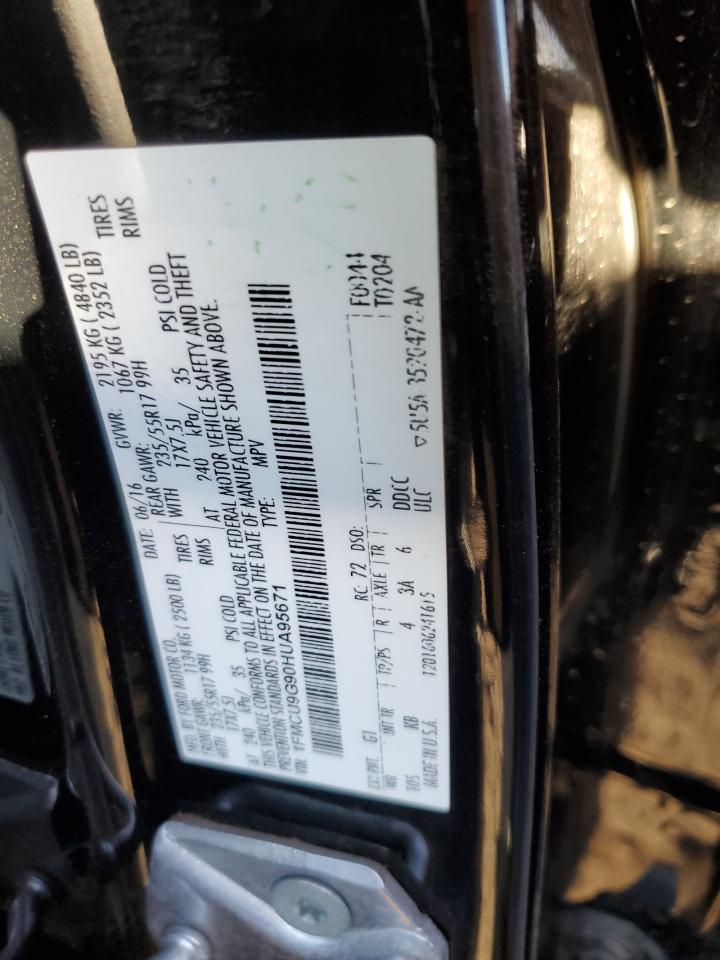 MFD. BY FORD MOTOR CO. DATE: 06/16 GVWR: 2195 KG ( 4840 LB)
FRONT GAWR: 1134 KG ( 2500 LB) REAR GAWR: 1067 KG ( 2352 LB)
WITH 235/55R17 99H TIRES WITH 235/55R17 99H TIRES
17X7.5J RIMS 17X7.5J RIMS
AT 240 kPa/ 35 PSI COLD AT 240 kPa/ 35 PSI COLD
THIS VEHICLE CONFORMS TO ALL APPLICABLE FEDERAL MOTOR VEHICLE SAFETY AND THEFT
PREVENTION STANDARDS IN EFFECT ON THE DATE OF MANUFACTURE SHOWN ABOVE.
VIN: 1FMCU9G90HUA95671 TYPE: MPV
F0344
T0204
EXT PNT: G1 RC: 72 DSO:
WB INT TR TP/PS R AXLE TR SPR
105 KB 4 3A 6 DDCC
MADE IN U.S.A. ULC